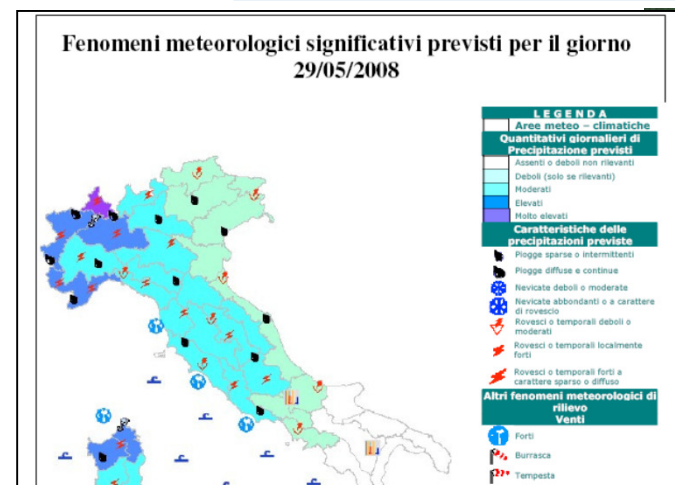 Fenomeni meteorologici significativi previsti per il giorno
29/05/2008
LEGENDA
Aree meteo – climatiche
Quantitativi giornalieri di
Precipitazione previsti
Assenti o deboli non rilevanti
Deboli (solo se rilevanti)
Moderati
Elevati
Molto elevati
Caratteristiche delle
precipitazioni previste
Piogge sparse o intermittenti
Piogge diffuse e continue
Nevicate deboli o moderate
Nevicate abbondanti o a carattere
di rovescio
Rovesci o temporali deboli o
moderati
Rovesci o temporali localmente
forti
Rovesci o temporali forti a
carattere sparso o diffuso
Altri fenomeni meteorologici di
rilievo
Venti
Forti
Burrasca
Tempesta